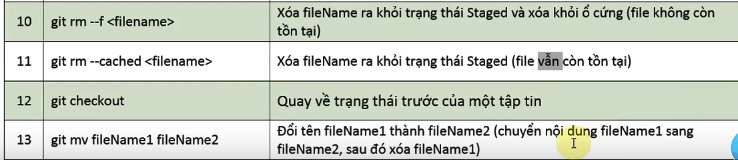 10 git rm --f <filename> Xóa fileName ra khỏi trạng thái Staged và xóa khỏi ổ cứng (file không còn
tồn tại)
11 git rm --cached <filename> Xóa fileName ra khỏi trạng thái Staged (file vẫn còn tồn tại)
12 git checkout Quay về trạng thái trước của một tập tin
13 git mv fileName1 fileName2 Đổi tên fileName1 thành fileName2 (chuyển nội dung fileName1 sang
fileName2, sau đó xóa fileName1)